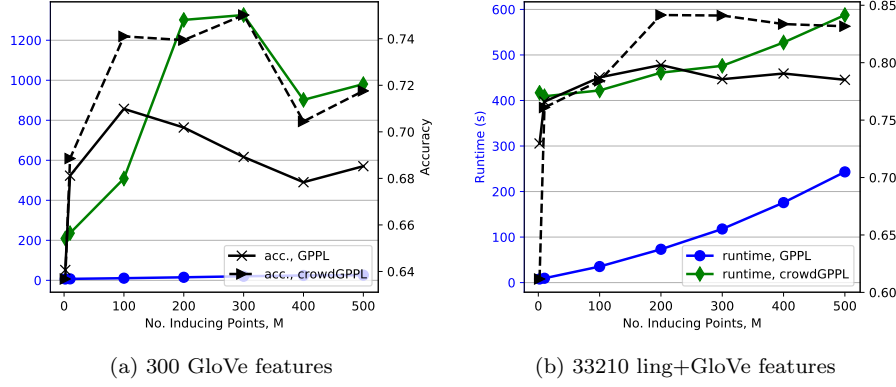 1200
1000
800
600
400
200
0
0.74
0.72
0.70
0.68
0.66
0.64
Accuracy
acc., GPPL
acc., crowdGPPL
0 100 200 300 400 500
No. Inducing Points, M
(a) 300 GloVe features
600
500
400
300
200
100
0
Runtime (s)
0.85
0.80
0.75
0.70
0.65
0.60
runtime, GPPL
runtime, crowdGPPL
0 100 200 300 400 500
No. Inducing Points, M
(b) 33210 ling+GloVe features